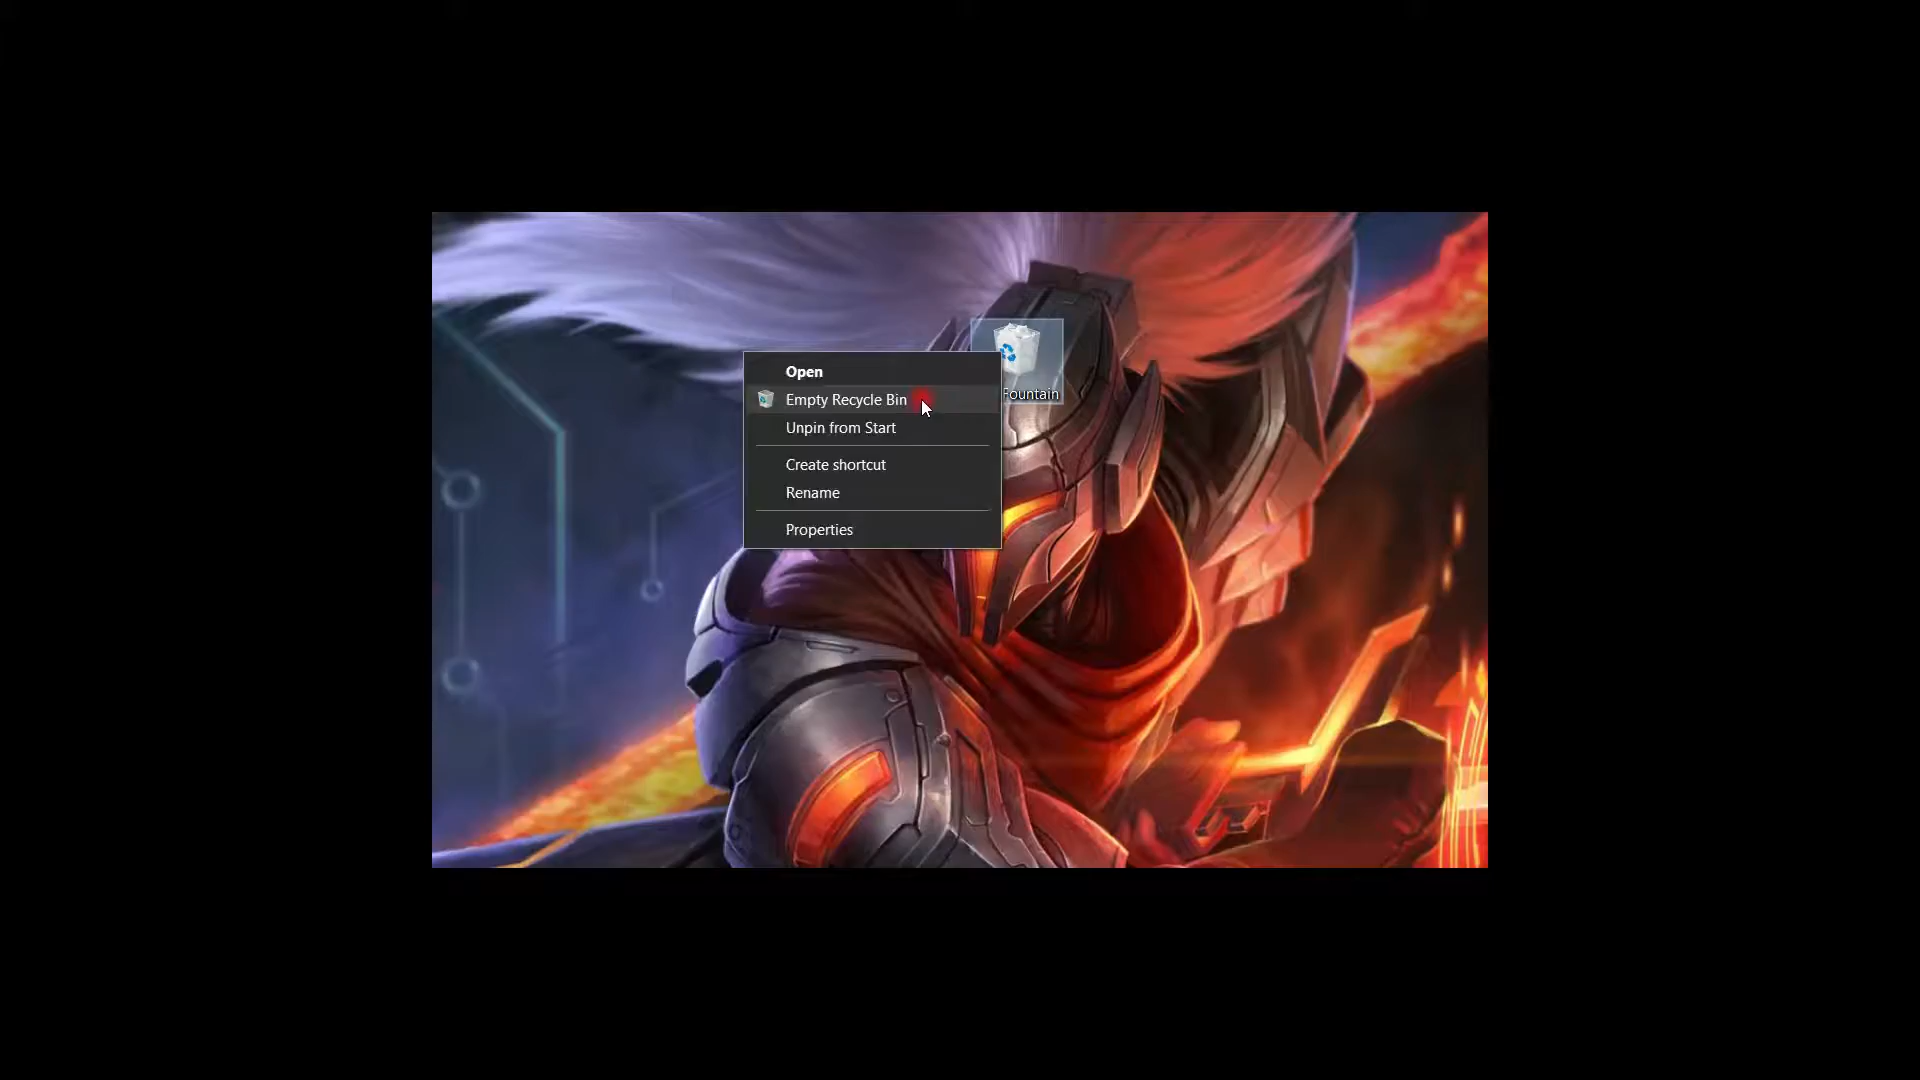 Open
Empty Recycle Bin
Fountain
Unpin from Start
Create shortcut
Rename
Properties